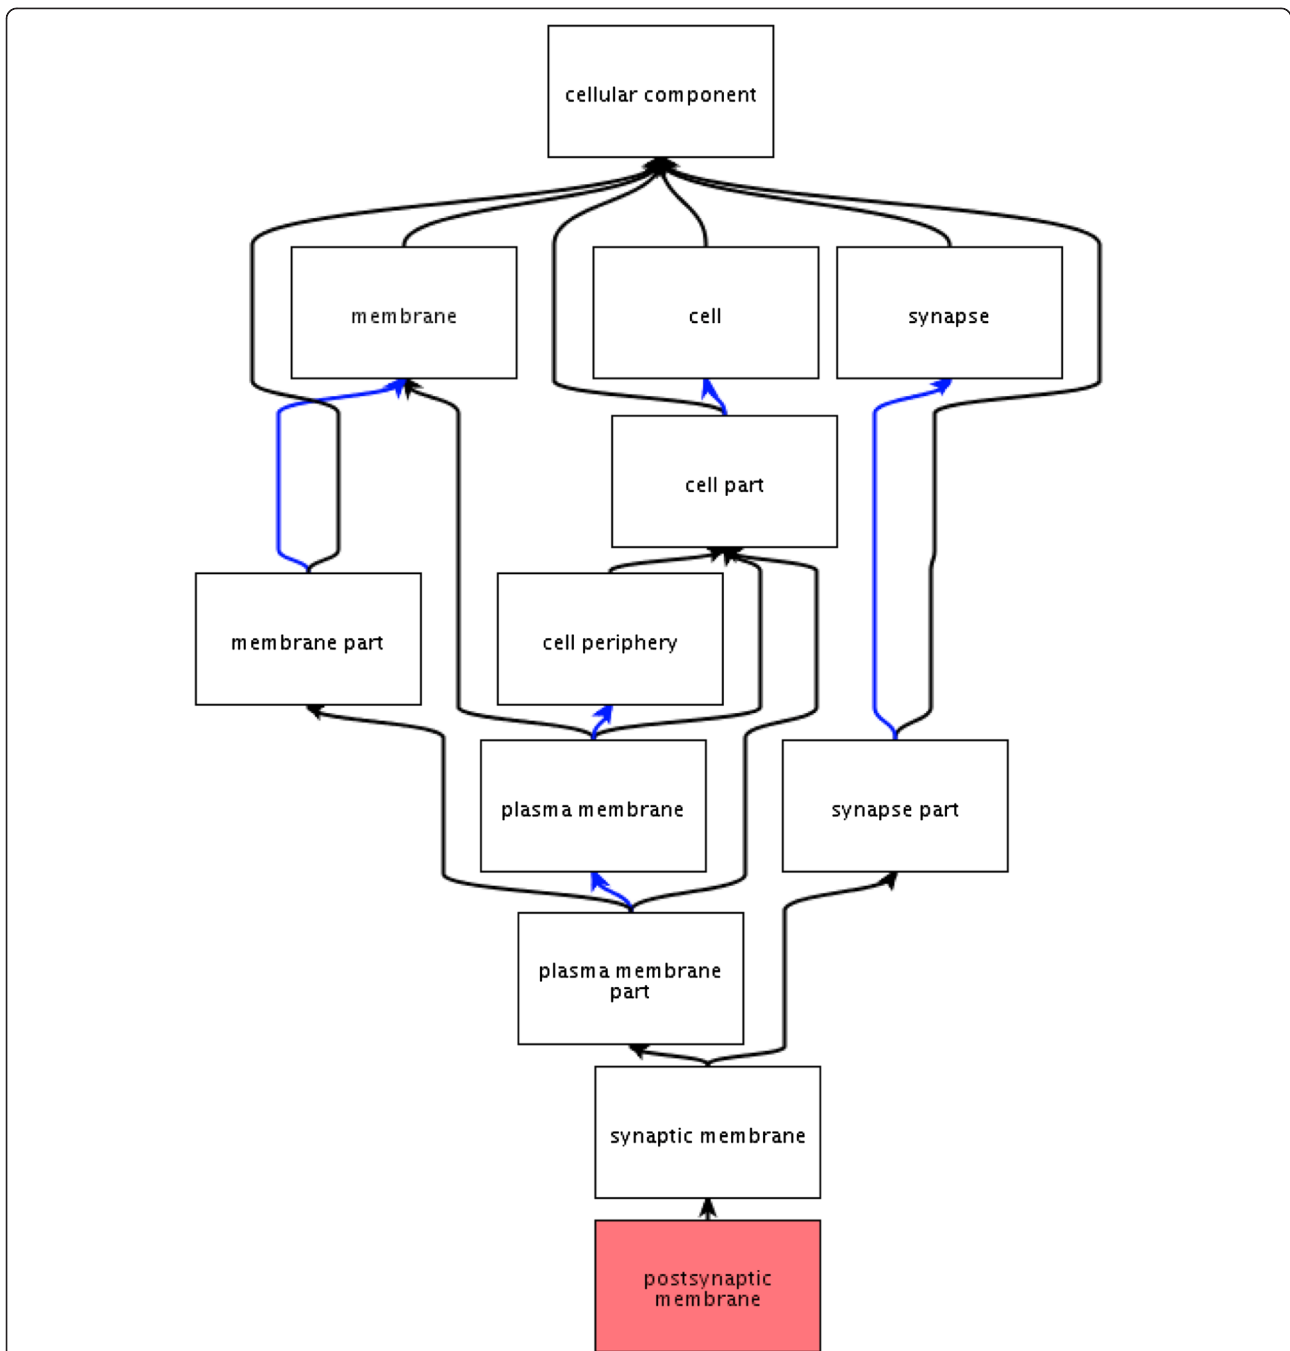 cellular component
membrane
cell
synapse
cell part
membrane part
cell periphery
plasma membrane
synapse part
plasma membrane
part
synaptic membrane
postsynaptic
membrane